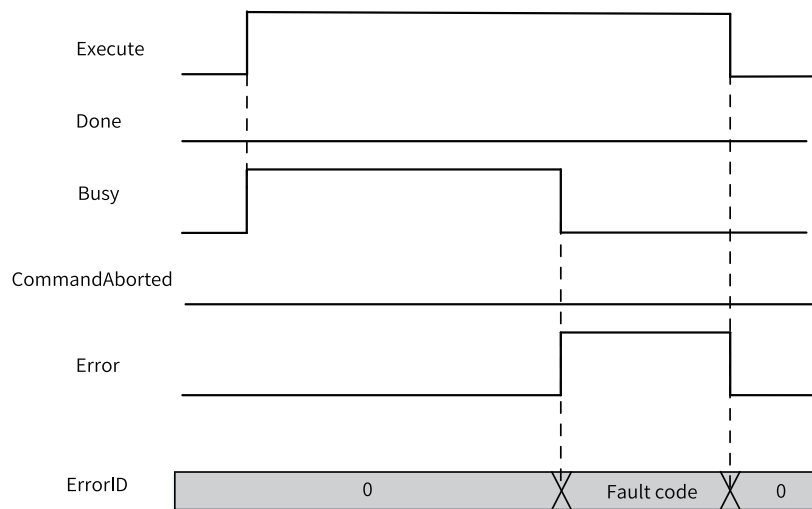 Execute
Done
Busy
CommandAborted
Error
ErrorID 0 Fault code 0